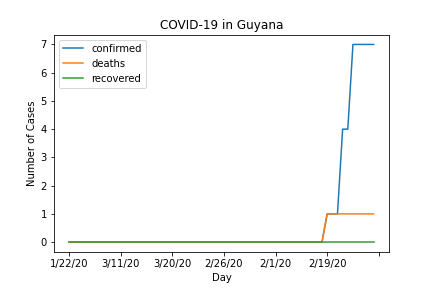 COVID-19 in Guyana
confirmed
deaths
recovered
Number of Cases
7
6
5
4
3
2
1
0
1/22/20 3/11/20 3/20/20 2/26/20 2/1/20 2/19/20
Day